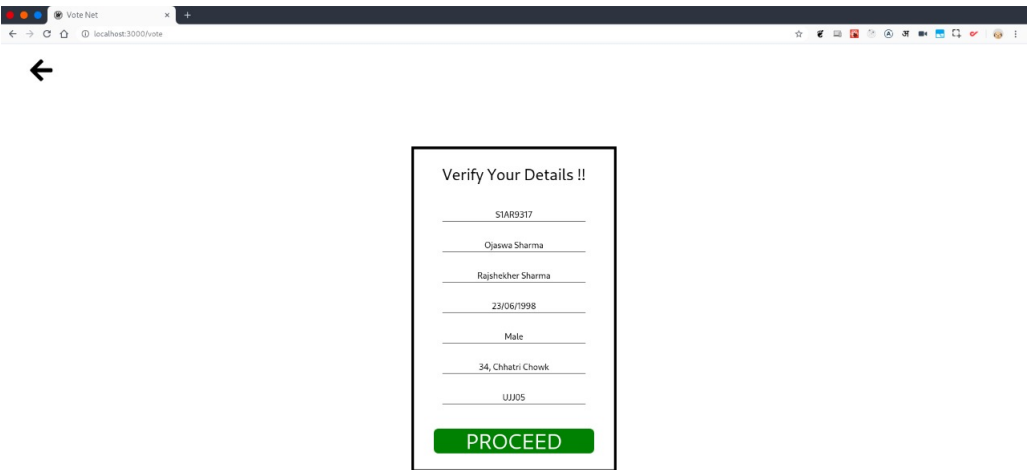 Vote Net
localhost:3000/vote
Verify Your Details !!
S1AR9317
Ojaswa Sharma
Rajshekher Sharma
23/06/1998
Male
34, Chhatri Chowk
UJJ05
PROCEED